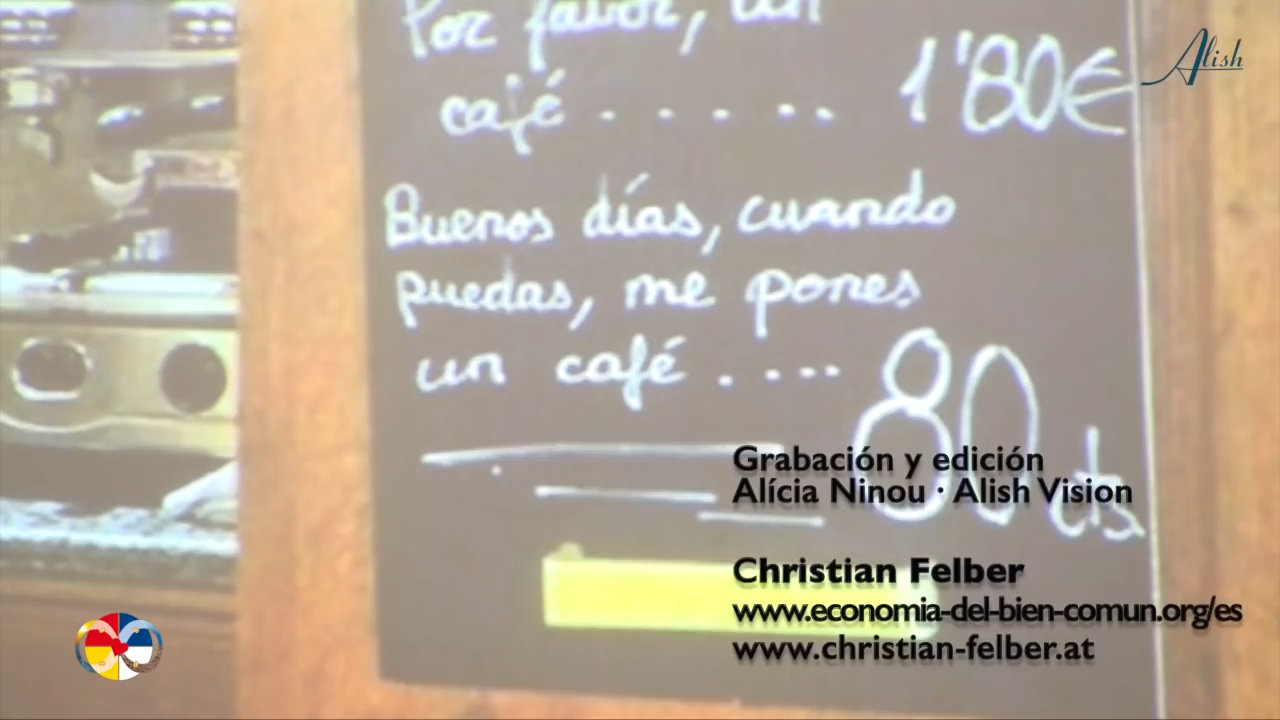 Por favor, un
café . . . . . 1'80€
Alish
Buenos días, cuando
puedas, me pones
un café .... 80 cts
Grabación y edición
Alícia Ninou · Alish Vision
Christian Felber
www.economia-del-bien-comun.org/es
www.christian-felber.at